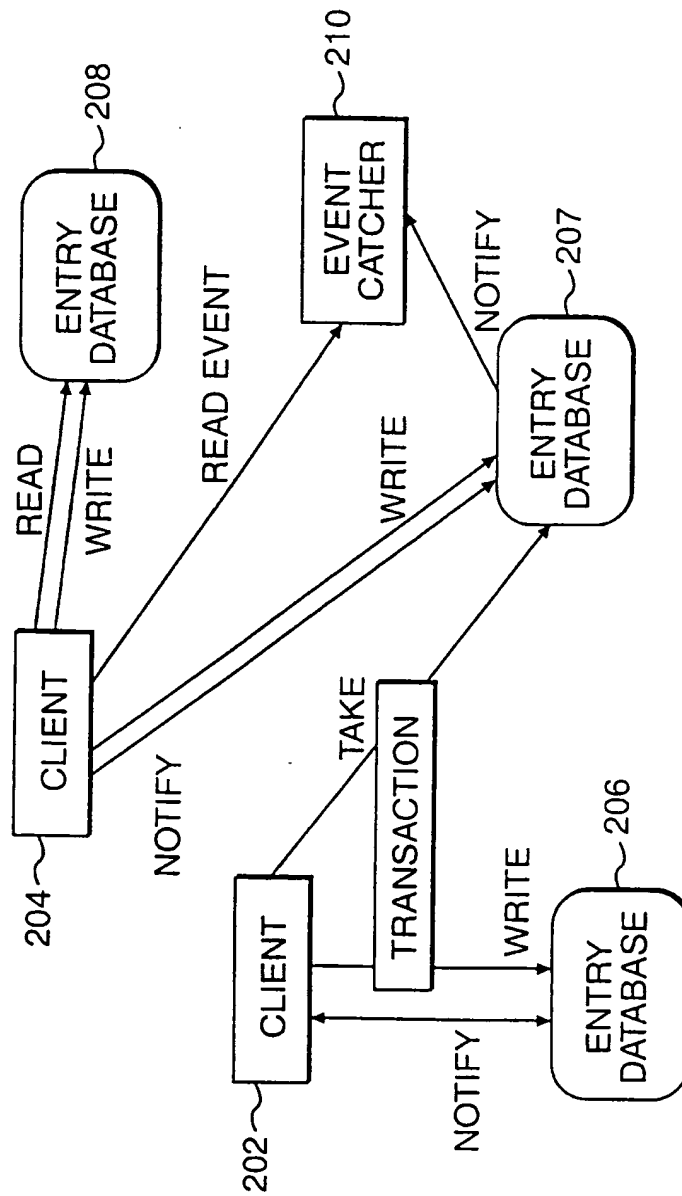 208
ENTRY
DATABASE
READ
WRITE
CLIENT
204
210
EVENT
CATCHER
READ EVENT
NOTIFY
WRITE
NOTIFY
207
ENTRY
DATABASE
TAKE
TRANSACTION
CLIENT
202
WRITE
NOTIFY
206
ENTRY
DATABASE